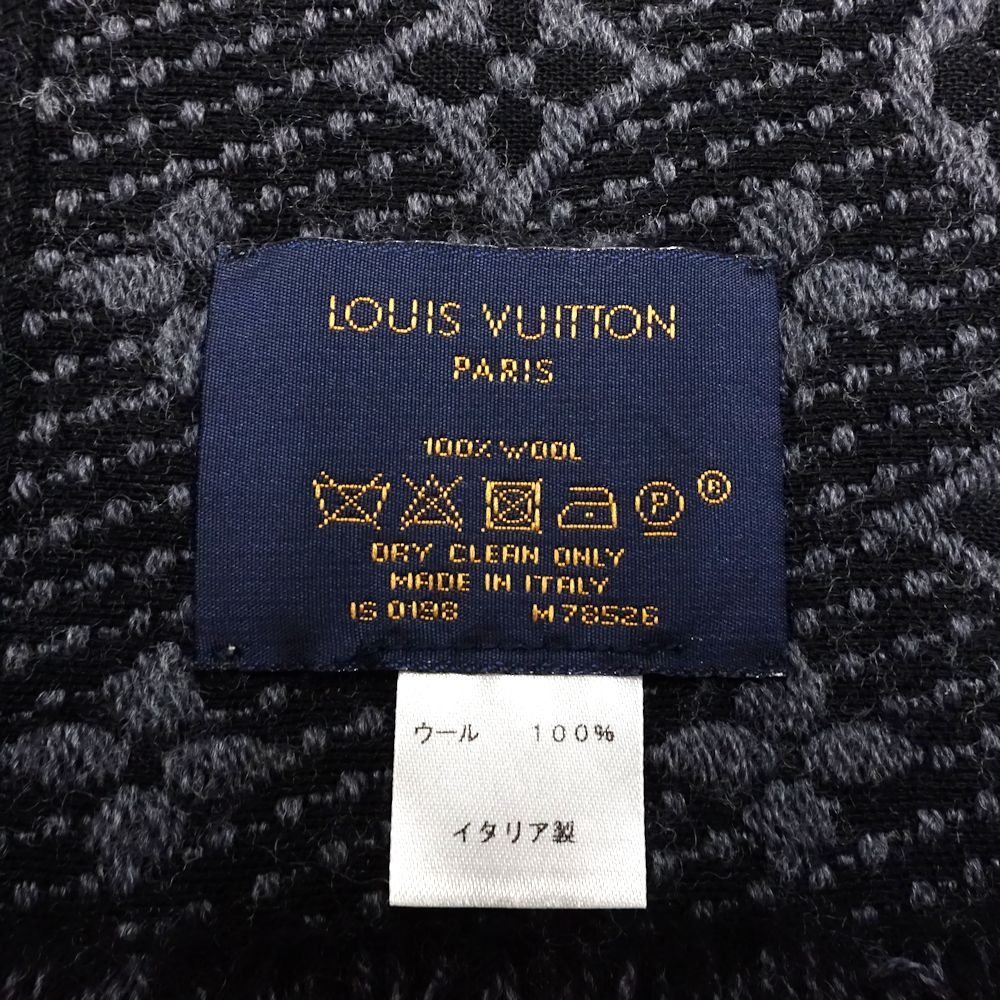 LOUIS VUITTON
PARIS
100% WOOL
P ®
DRY CLEAN ONLY
MADE IN ITALY
IS 0198 M78526
ウール 100%
イタリア製